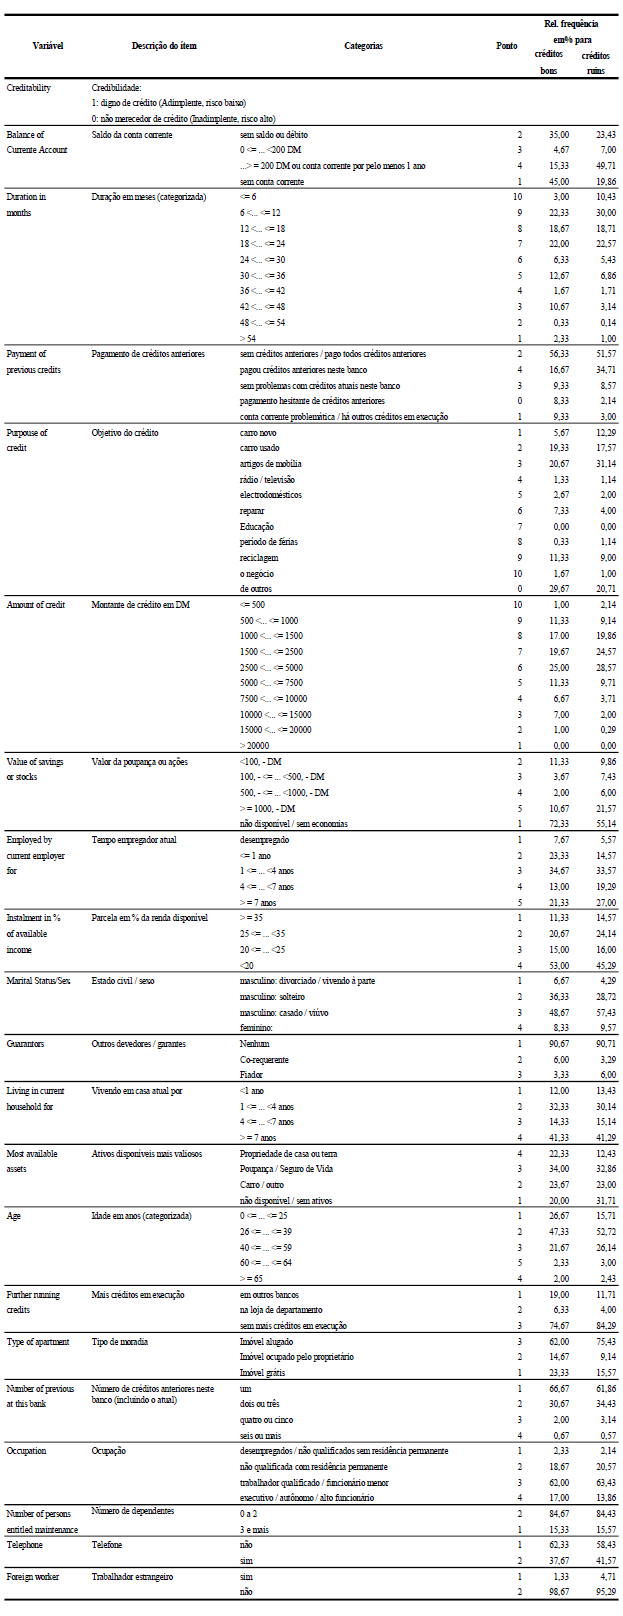 Rel. frequência
em% para
Variável Descrição do ítem Categorias Ponto créditos bons créditos ruins
Creditability Credibilidade:
1: digno de crédito (Adimplente, risco baixo)
0: não merecedor de crédito (Inadimplente, risco alto)
Balance of Saldo da conta corrente sem saldo ou débito 2 35,00 23,43
Currente Account 0 <= ... <200 DM 3 4,67 7,00
...> = 200 DM ou conta corrente por pelo menos 1 ano 4 15,33 49,71
sem conta corrente 1 45,00 19,86
Duration in Duração em meses (categorizada) <= 6 10 3,00 10,43
months 6 <... <= 12 9 22,33 30,00
12 <... <= 18 8 18,67 18,71
18 <... <= 24 7 22,00 22,57
24 <... <= 30 6 6,33 5,43
30 <... <= 36 5 12,67 6,86
36 <... <= 42 4 1,67 1,71
42 <... <= 48 3 10,67 3,14
48 <... <= 54 2 0,33 0,14
> 54 1 2,33 1,00
Payment of Pagamento de créditos anteriores sem créditos anteriores / pago todos créditos anteriores 2 56,33 51,57
previous credits pagou créditos anteriores neste banco 4 16,67 34,71
sem problemas com créditos atuais neste banco 3 9,33 8,57
pagamento hesitante de créditos anteriores 0 8,33 2,14
conta corrente problemática / há outros créditos em execução 1 9,33 3,00
Purpouse of Objetivo do crédito carro novo 1 5,67 12,29
credit carro usado 2 19,33 17,57
artigos de mobília 3 20,67 31,14
rádio / televisão 4 1,33 1,14
electrodomésticos 5 2,67 2,00
reparar 6 7,33 4,00
Educação 7 0,00 0,00
período de férias 8 0,33 1,14
reciclagem 9 11,33 9,00
o negócio 10 1,67 1,00
de outros 0 29,67 20,71
Amount of credit Montante de crédito em DM <= 500 10 1,00 2,14
500 <... <= 1000 9 11,33 9,14
1000 <... <= 1500 8 17.00 19,86
1500 <... <= 2500 7 19,67 24,57
2500 <... <= 5000 6 25,00 28,57
5000 <... <= 7500 5 11,33 9,71
7500 <... <= 10000 4 6,67 3,71
10000 <... <= 15000 3 7,00 2,00
15000 <... <= 20000 2 1,00 0,29
> 20000 1 0,00 0,00
Value of savings Valor da poupança ou ações <100, - DM 2 11,33 9,86
or stocks 100, - <= ... <500, - DM 3 3,67 7,43
500, - <= ... <1000, - DM 4 2,00 6,00
> = 1000, - DM 5 10,67 21,57
não disponível / sem economias 1 72,33 55,14
Employed by Tempo empregador atual desempregado 1 7,67 5,57
current employer <= 1 ano 2 23,33 14,57
for 1 <= ... <4 anos 3 34,67 33,57
4 <= ... <7 anos 4 13,00 19,29
> = 7 anos 5 21,33 27,00
Instalment in % Parcela em % da renda disponível > = 35 1 11,33 14,57
of available 25 <= ... <35 2 20,67 24,14
income 20 <= ... <25 3 15,00 16,00
<20 4 53,00 45,29
Marital Status/Sex Estado civil / sexo masculino: divorciado / vivendo à parte 1 6,67 4,29
masculino: solteiro 2 36,33 28,72
masculino: casado / viúvo 3 48,67 57,43
feminino: 4 8,33 9,57
Guarantors Outros devedores / garantes Nenhum 1 90,67 90,71
Co-requerente 2 6,00 3,29
Fiador 3 3,33 6,00
Living in current Vivendo em casa atual por <1 ano 1 12,00 13,43
household for 1 <= ... <4 anos 2 32,33 30,14
4 <= ... <7 anos 3 14,33 15,14
> = 7 anos 4 41,33 41,29
Most available Ativos disponíveis mais valiosos Propriedade de casa ou terra 4 22,33 12,43
assets Poupança / Seguro de Vida 3 34,00 32,86
Carro / outro 2 23,67 23,00
não disponível / sem ativos 1 20,00 31,71
Age Idade em anos (categorizada) 0 <= ... <= 25 1 26,67 15,71
26 <= ... <= 39 2 47,33 52,72
40 <= ... <= 59 3 21,67 26,14
60 <= ... <= 64 5 2,33 3,00
> = 65 4 2,00 2,43
Further running Mais créditos em execução em outros bancos 1 19,00 11,71
credits na loja de departamento 2 6,33 4,00
sem mais créditos em execução 3 74,67 84,29
Type of apartment Tipo de moradia Imóvel alugado 3 62,00 75,43
Imóvel ocupado pelo proprietário 2 14,67 9,14
Imóvel grátis 1 23,33 15,57
Number of previous Número de créditos anteriores neste um 1 66,67 61,86
at this bank banco (incluindo o atual) dois ou três 2 30,67 34,43
quatro ou cinco 3 2,00 3,14
seis ou mais 4 0,67 0,57
Occupation Ocupação desempregados / não qualificados sem residência permanente 1 2,33 2,14
não qualificada com residência permanente 2 18,67 20,57
trabalhador qualificado / funcionário menor 3 62,00 63,43
executivo / autônomo / alto funcionário 4 17,00 13,86
Number of persons Número de dependentes 0 a 2 2 84,67 84,43
entitled maintenance 3 e mais 1 15,33 15,57
Telephone Telefone não 1 62,33 58,43
sim 2 37,67 41,57
Foreign worker Trabalhador estrangeiro sim 1 1,33 4,71
não 2 98,67 95,29